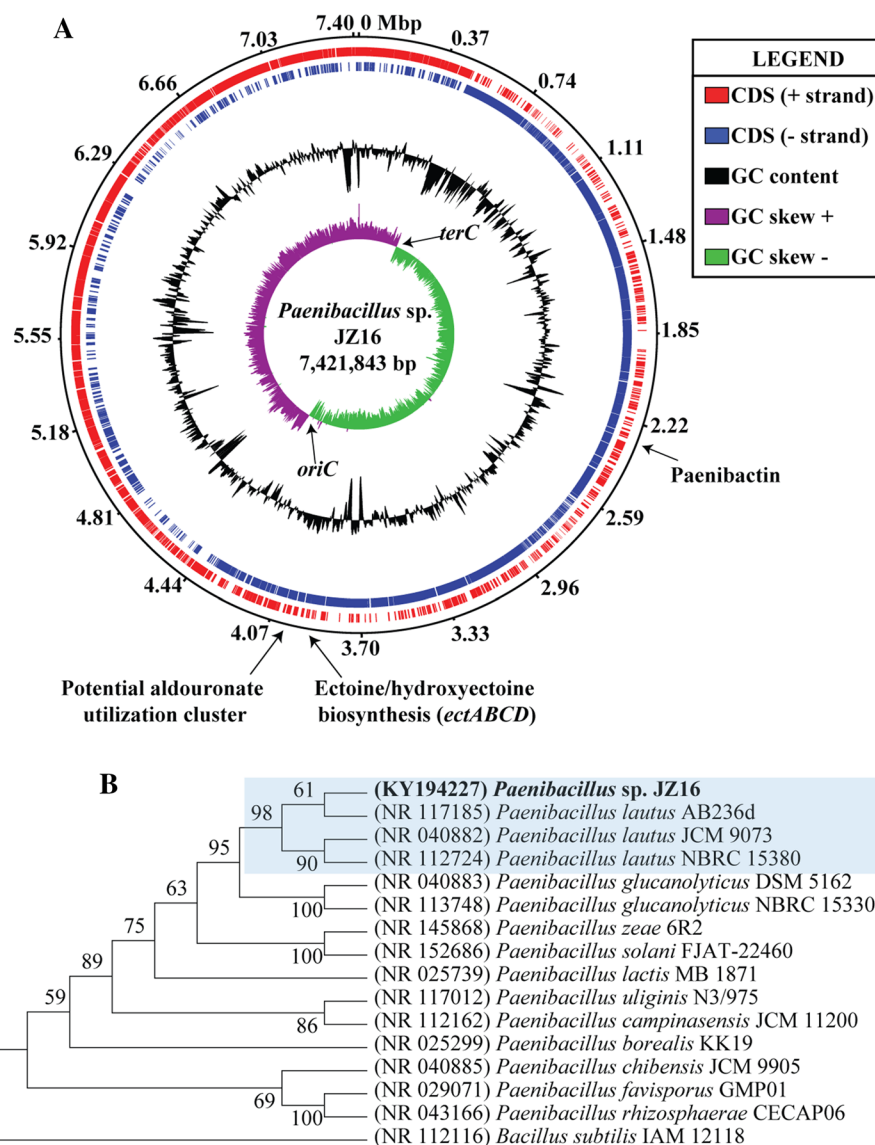 A
7.40 0 Mbp
0.37
0.74
1.11
1.48
1.85
2.22
2.59
2.96
3.33
3.70
4.07
4.44
4.81
5.18
5.55
5.92
6.29
6.66
7.03
LEGEND
CDS (+ strand)
CDS (- strand)
GC content
GC skew +
GC skew -
terC
Paenibacillus sp.
JZ16
7,421,843 bp
oriC
Paenibactin
Potential aldouronate
utilization cluster
Ectoine/hydroxyectoine
biosynthesis (ectABCD)
B
61
(KY194227) Paenibacillus sp. JZ16
98
(NR 117185) Paenibacillus lautus AB236d
(NR 040882) Paenibacillus lautus JCM 9073
90
(NR 112724) Paenibacillus lautus NBRC 15380
95
(NR 040883) Paenibacillus glucanolyticus DSM 5162
100
(NR 113748) Paenibacillus glucanolyticus NBRC 15330
63
(NR 145868) Paenibacillus zeae 6R2
100
(NR 152686) Paenibacillus solani FJAT-22460
75
(NR 025739) Paenibacillus lactis MB 1871
89
(NR 117012) Paenibacillus uliginis N3/975
86
(NR 112162) Paenibacillus campinasensis JCM 11200
59
(NR 025299) Paenibacillus borealis KK19
(NR 040885) Paenibacillus chibensis JCM 9905
69
(NR 029071) Paenibacillus favisporus GMP01
100
(NR 043166) Paenibacillus rhizosphaerae CECAP06
(NR 112116) Bacillus subtilis IAM 12118